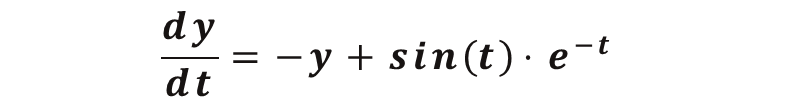 dy/dt = −y + sin(t) · e^−t